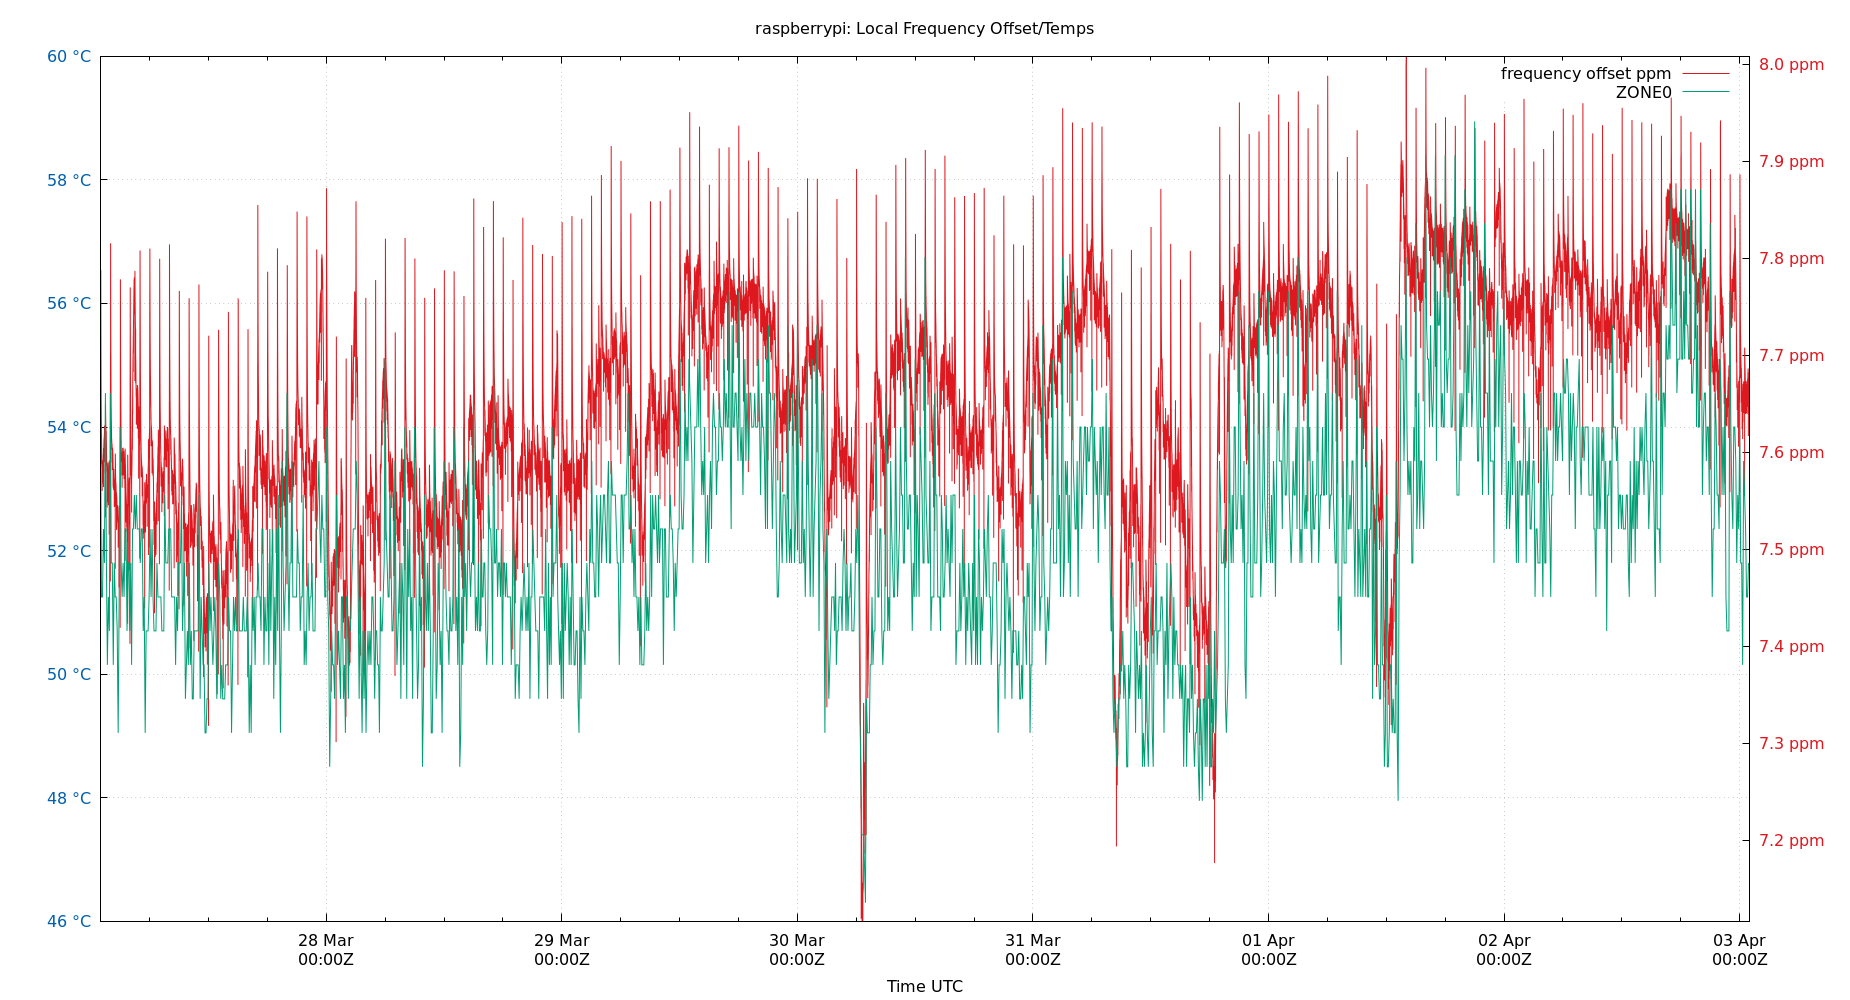 raspberrypi: Local Frequency Offset/Temps
60 °C
58 °C
56 °C
54 °C
52 °C
50 °C
48 °C
46 °C
8.0 ppm
7.9 ppm
7.8 ppm
7.7 ppm
7.6 ppm
7.5 ppm
7.4 ppm
7.3 ppm
7.2 ppm
frequency offset ppm
ZONE0
28 Mar
00:00Z
29 Mar
00:00Z
30 Mar
00:00Z
31 Mar
00:00Z
01 Apr
00:00Z
02 Apr
00:00Z
03 Apr
00:00Z
Time UTC